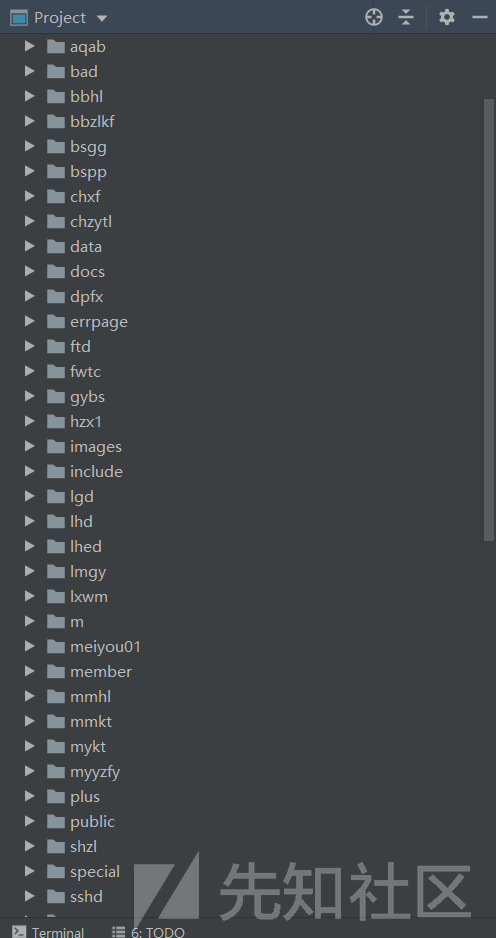 Project
aqab
bad
bbhl
bbzlkf
bsgg
bspp
chxf
chzytl
data
docs
dpfx
errpage
ftd
fwtc
gybs
hzx1
images
include
lgd
lhd
lhed
lmgy
lxwm
m
meiyou01
member
mmhl
mmkt
mykt
myyzfy
plus
public
shzl
special
sshd
先知社区
Terminal
6: TODO